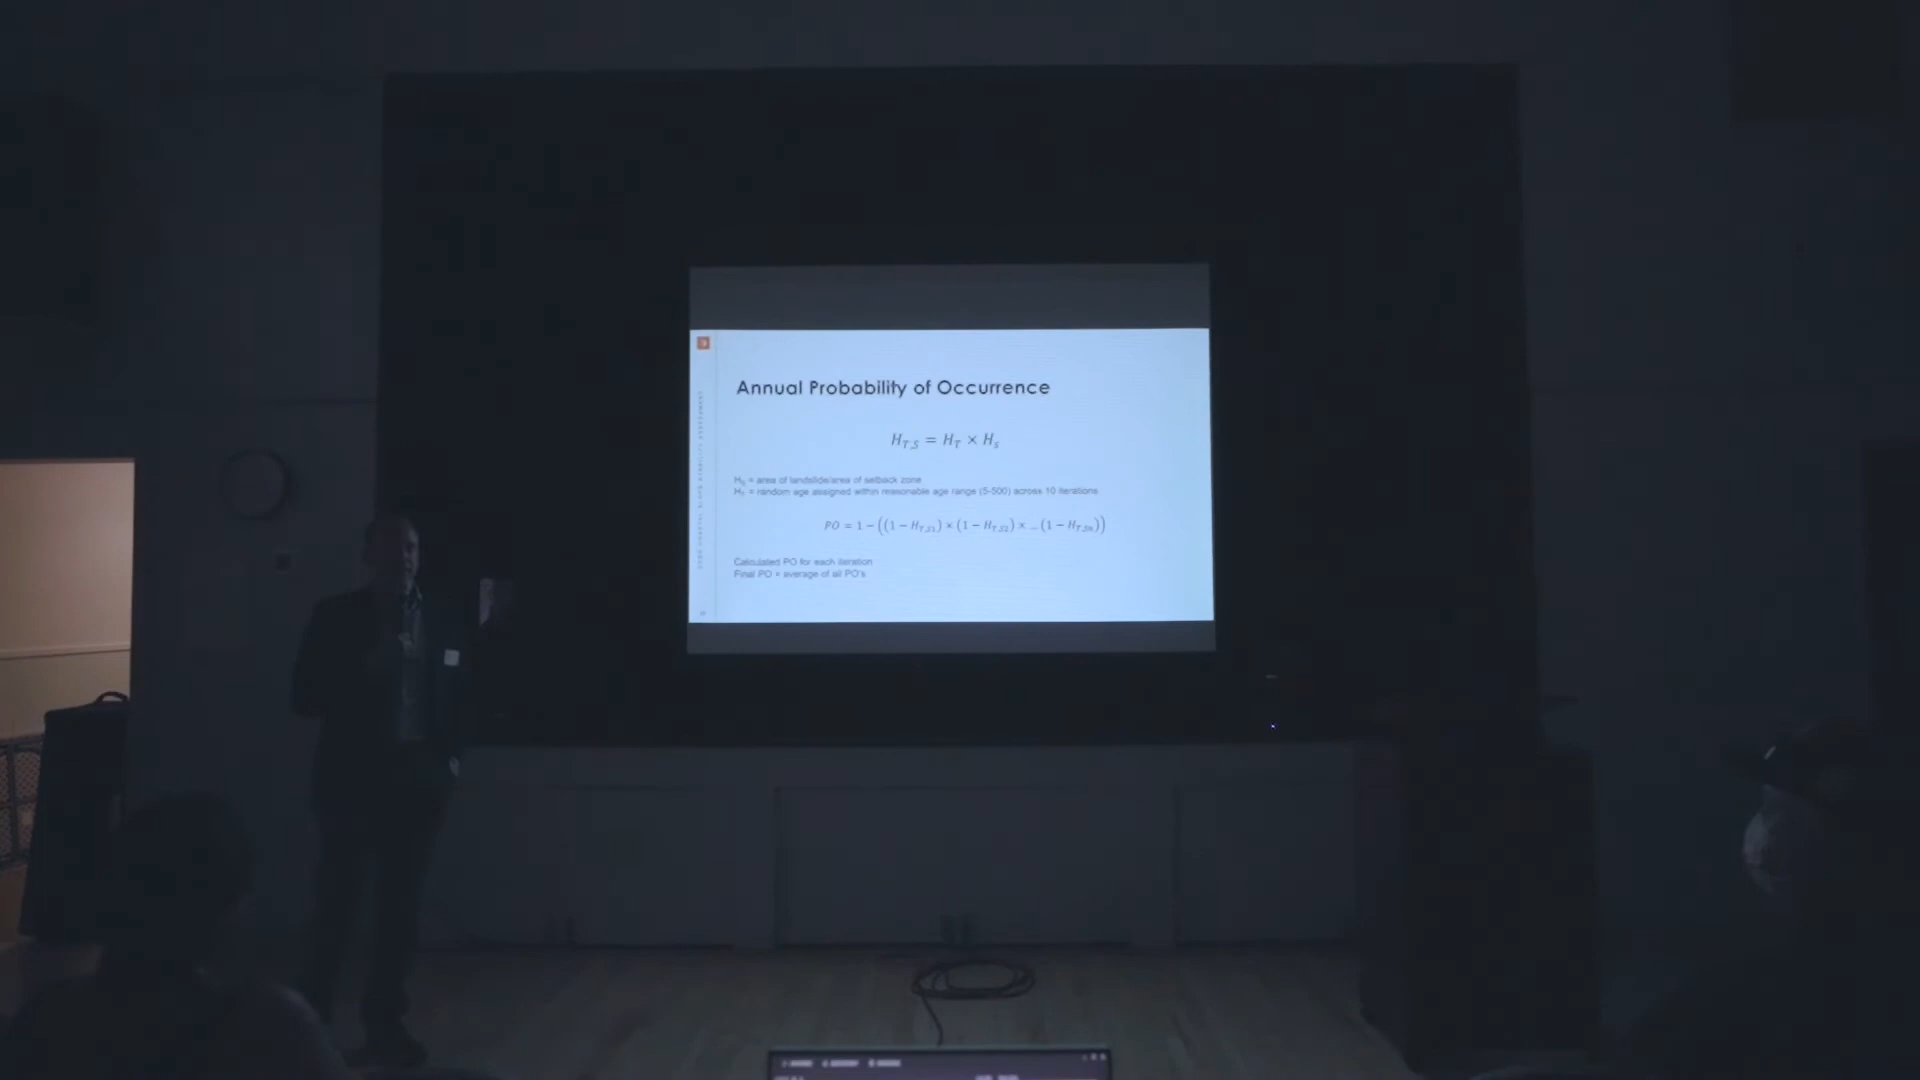 Annual Probability of Occurrence
H_{T,S} = H_T × H_s
H_S = area of landslide/area of setback zone
H_T = random age assigned within reasonable age range (5-500) across 10 iterations
PO = 1 − ((1 − H_{T,S1}) × (1 − H_{T,S2}) × … (1 − H_{T,Sn}))
Calculated PO for each iteration
Final PO = average of all PO's